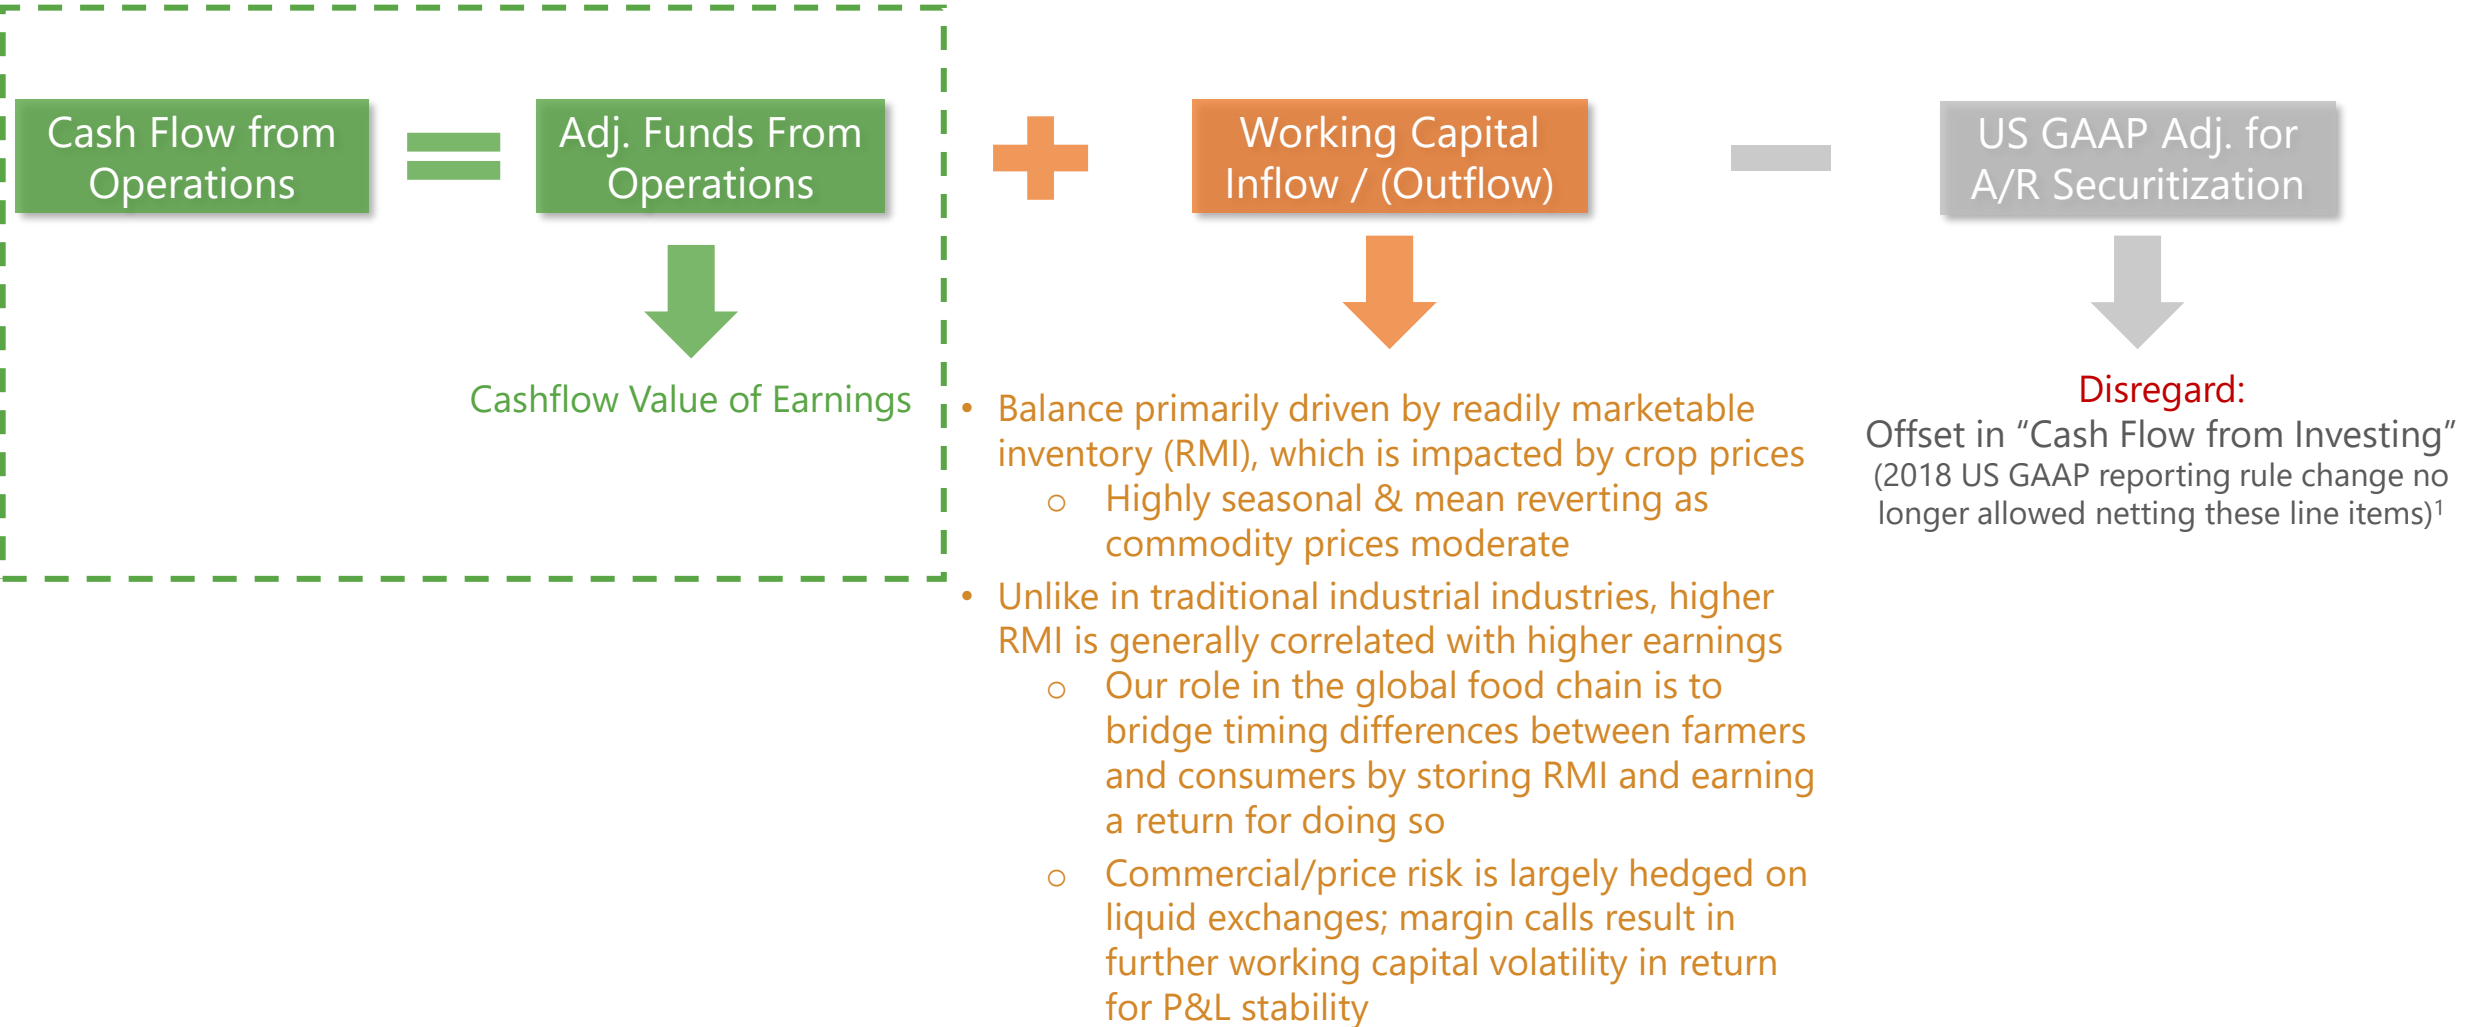 Cash Flow from
Operations
Adj. Funds From
Operations
Working Capital
Inflow / (Outflow)
US GAAP Adj. for
A/R Securitization
Cashflow Value of Earnings
• Balance primarily driven by readily marketable
inventory (RMI), which is impacted by crop prices
o Highly seasonal & mean reverting as
commodity prices moderate
• Unlike in traditional industrial industries, higher
RMI is generally correlated with higher earnings
o Our role in the global food chain is to
bridge timing differences between farmers
and consumers by storing RMI and earning
a return for doing so
o Commercial/price risk is largely hedged on
liquid exchanges; margin calls result in
further working capital volatility in return
for P&L stability
Disregard:
Offset in “Cash Flow from Investing”
(2018 US GAAP reporting rule change no
longer allowed netting these line items)¹